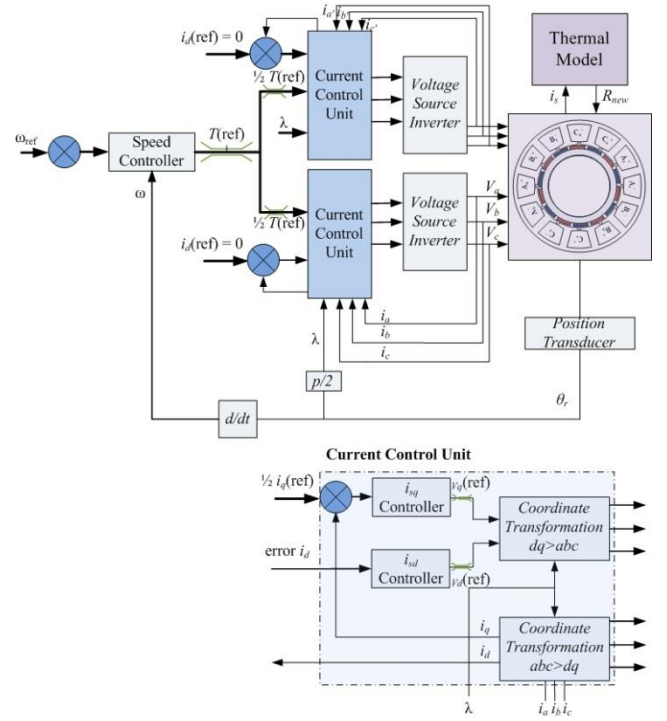 i_a' i_b'
i_c'
i_d(ref) = 0
½ T(ref)
Current
Control
Unit
Voltage
Source
Inverter
λ
Thermal
Model
i_s
R_new
ω_ref
Speed
Controller
T(ref)
ω
½ T(ref)
i_d(ref) = 0
Current
Control
Unit
Voltage
Source
Inverter
V_a
V_b
V_c
i_a
i_b
i_c
λ
p/2
Position
Transducer
θ_r
d/dt
Current Control Unit
½ i_q(ref)
i_sq
Controller
Vq(ref)
Coordinate
Transformation
dq>abc
error i_d
i_sd
Controller
Vd(ref)
i_q
i_d
Coordinate
Transformation
abc>dq
λ
i_a i_b i_c